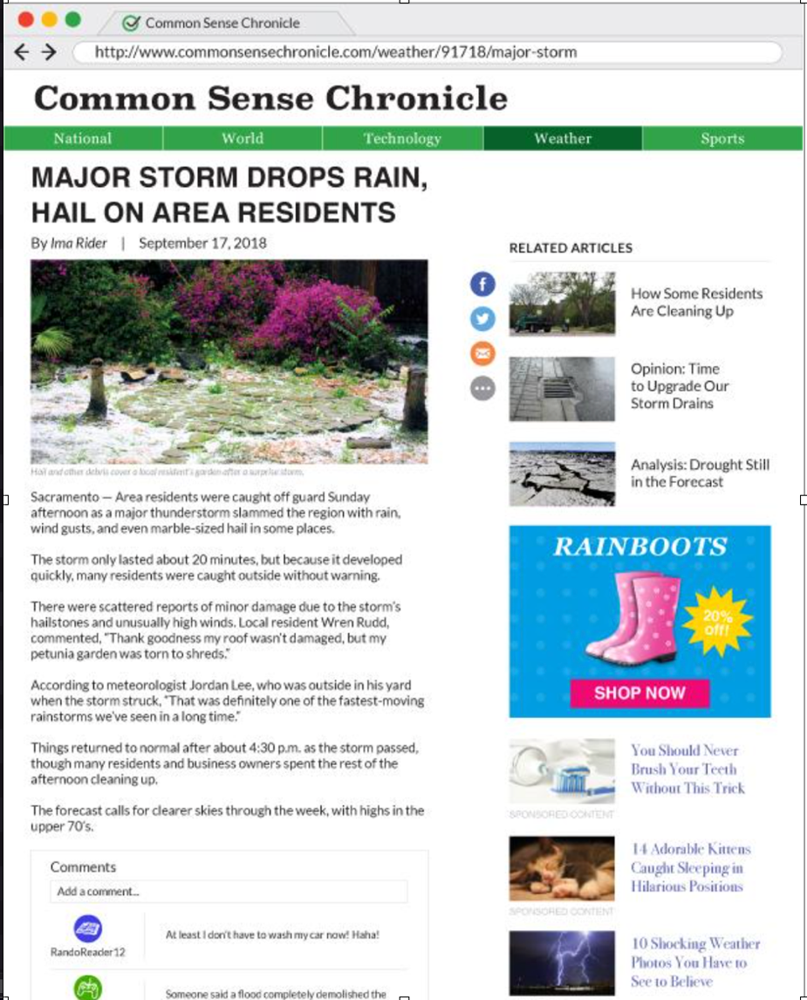 Common Sense Chronicle
http://www.commonsensechronicle.com/weather/91718/major-storm
Common Sense Chronicle
National
World
Technology
Weather
Sports
MAJOR STORM DROPS RAIN,
HAIL ON AREA RESIDENTS
By Ima Rider | September 17, 2018
Hail and other debris cover a local resident's garden after a surprise storm.
Sacramento — Area residents were caught off guard Sunday
afternoon as a major thunderstorm slammed the region with rain,
wind gusts, and even marble-sized hail in some places.
The storm only lasted about 20 minutes, but because it developed
quickly, many residents were caught outside without warning.
There were scattered reports of minor damage due to the storm's
hailstones and unusually high winds. Local resident Wren Rudd,
commented, "Thank goodness my roof wasn't damaged, but my
petunia garden was torn to shreds."
According to meteorologist Jordan Lee, who was outside in his yard
when the storm struck, "That was definitely one of the fastest-moving
rainstorms we've seen in a long time."
Things returned to normal after about 4:30 p.m. as the storm passed,
though many residents and business owners spent the rest of the
afternoon cleaning up.
The forecast calls for clearer skies through the week, with highs in the
upper 70's.
Comments
Add a comment...
RandoReader12
At least I don't have to wash my car now! Haha!
Someone said a flood completely demolished the
f
RELATED ARTICLES
How Some Residents
Are Cleaning Up
Opinion: Time
to Upgrade Our
Storm Drains
Analysis: Drought Still
in the Forecast
RAINBOOTS
20%
off!
SHOP NOW
You Should Never
Brush Your Teeth
Without This Trick
SPONSORED CONTENT
14 Adorable Kittens
Caught Sleeping in
Hilarious Positions
SPONSORED CONTENT
10 Shocking Weather
Photos You Have to
See to Believe